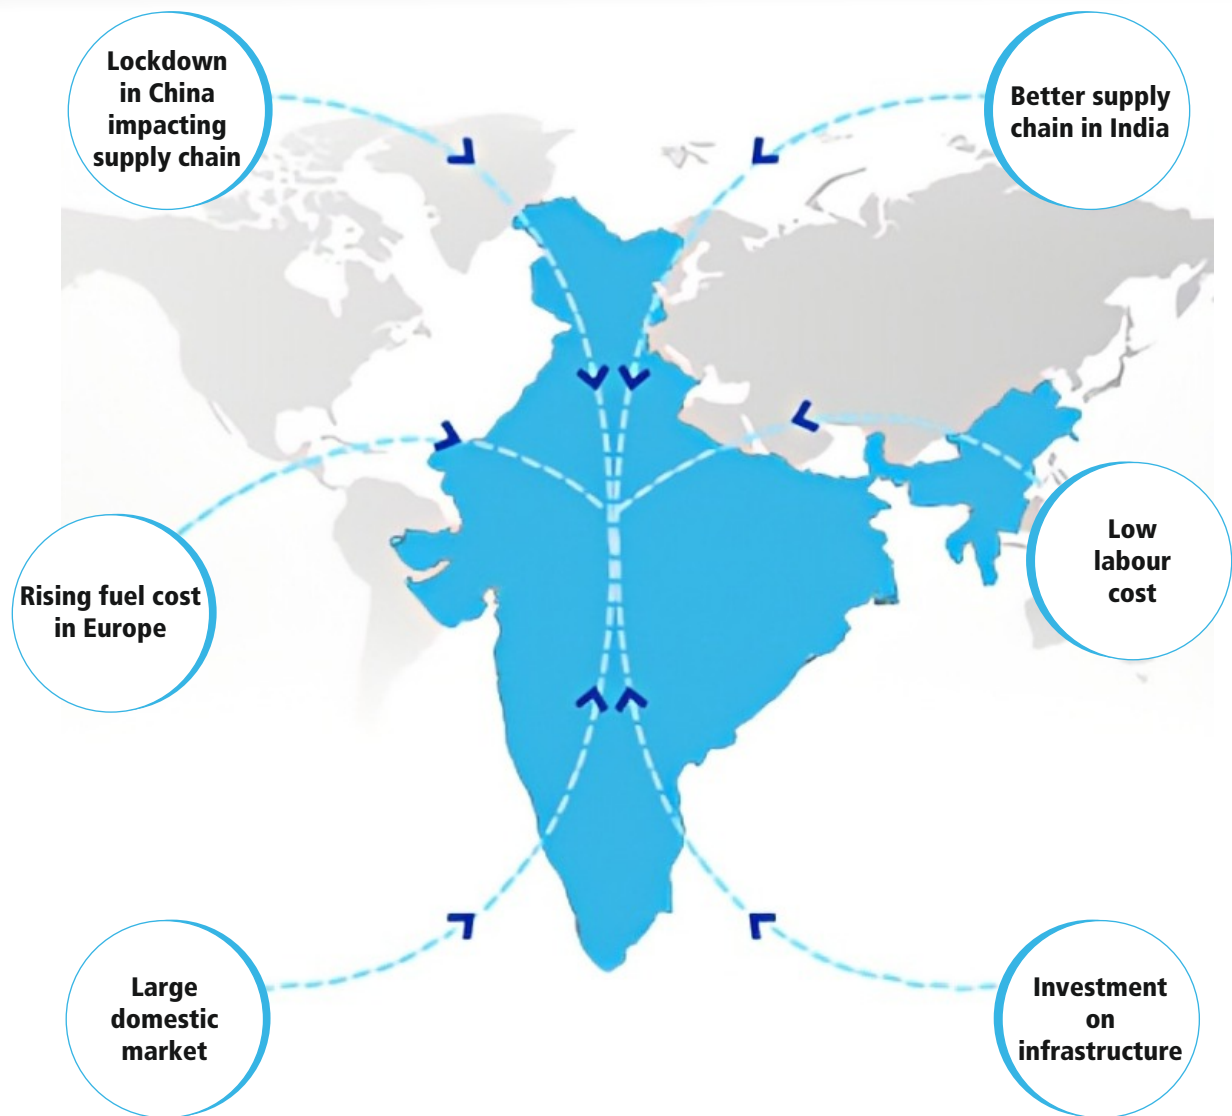 Lockdown
in China
impacting
supply chain
Better supply
chain in India
Rising fuel cost
in Europe
Low
labour
cost
Large
domestic
market
Investment
on
infrastructure